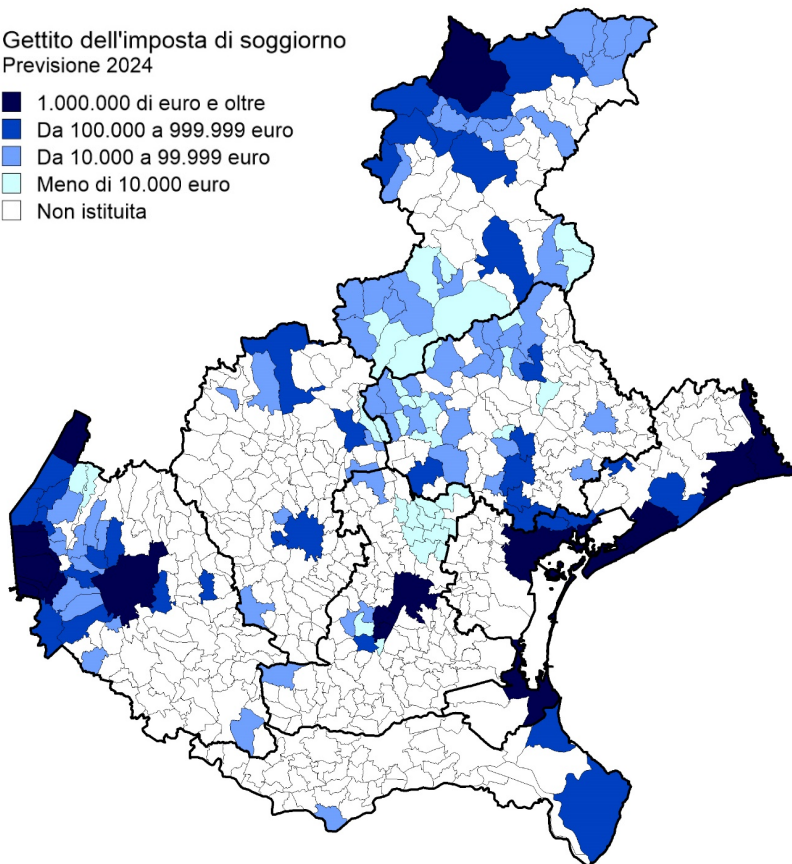 Gettito dell'imposta di soggiorno
Previsione 2024
1.000.000 di euro e oltre
Da 100.000 a 999.999 euro
Da 10.000 a 99.999 euro
Meno di 10.000 euro
Non istituita